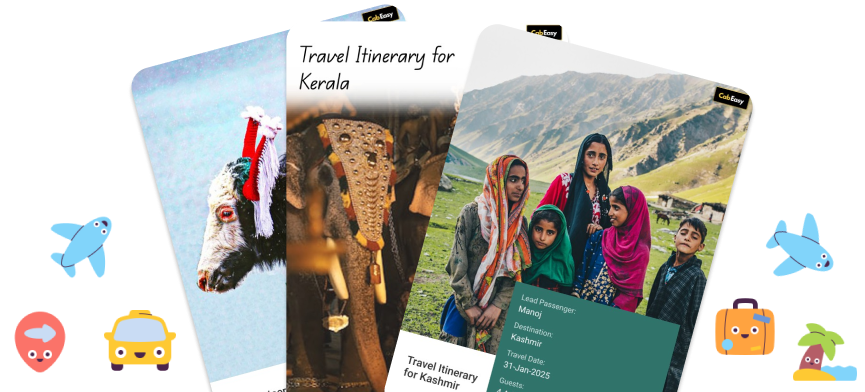 CabEasy
Travel Itinerary for
Kerala
CabEasy
CabEasy
Lead Passenger:
Manoj
Destination:
Kashmir
Travel Date:
31-Jan-2025
Guests:
Travel Itinerary
for Kashmir